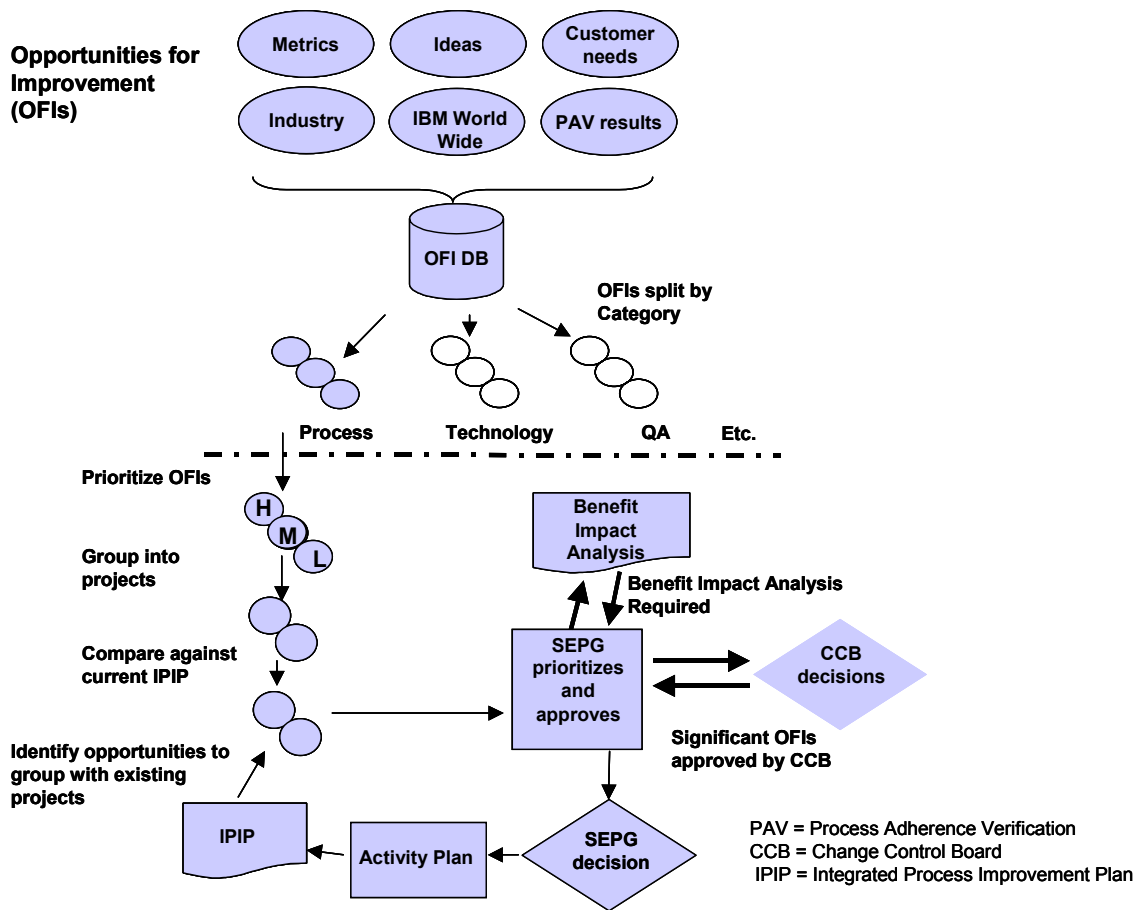 Opportunities for
Improvement
(OFIs)
Metrics
Ideas
Customer
needs
Industry
IBM World
Wide
PAV results
OFI DB
OFIs split by
Category
Process
Technology
QA
Etc.
Prioritize OFIs
H
M
L
Group into
projects
Compare against
current IPIP
Identify opportunities to
group with existing
projects
Benefit
Impact
Analysis
Benefit Impact Analysis
Required
SEPG
prioritizes
and
approves
CCB
decisions
Significant OFIs
approved by CCB
IPIP
Activity Plan
SEPG
decision
PAV = Process Adherence Verification
CCB = Change Control Board
IPIP = Integrated Process Improvement Plan